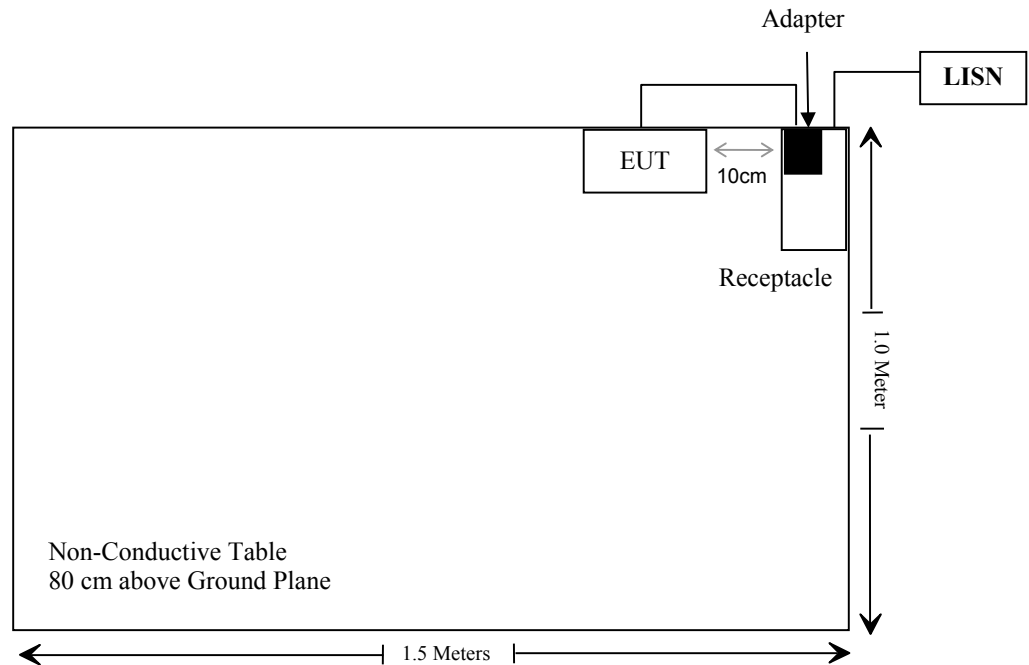 Adapter
LISN
EUT
10cm
Receptacle
1.0 Meter
Non-Conductive Table
80 cm above Ground Plane
1.5 Meters